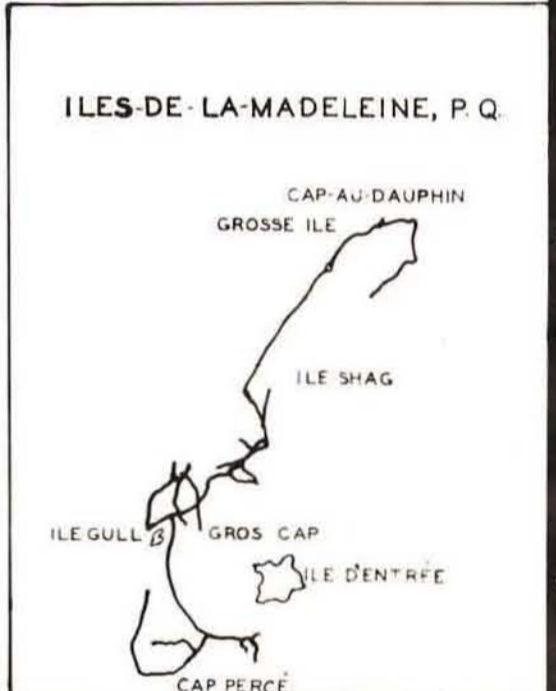 ILES-DE-LA-MADELEINE, P.Q.
CAP-AU-DAUPHIN
GROSSE ILE
ILE SHAG
ILE GULL
GROS CAP
ILE D'ENTRÉE
CAP PERCÉ